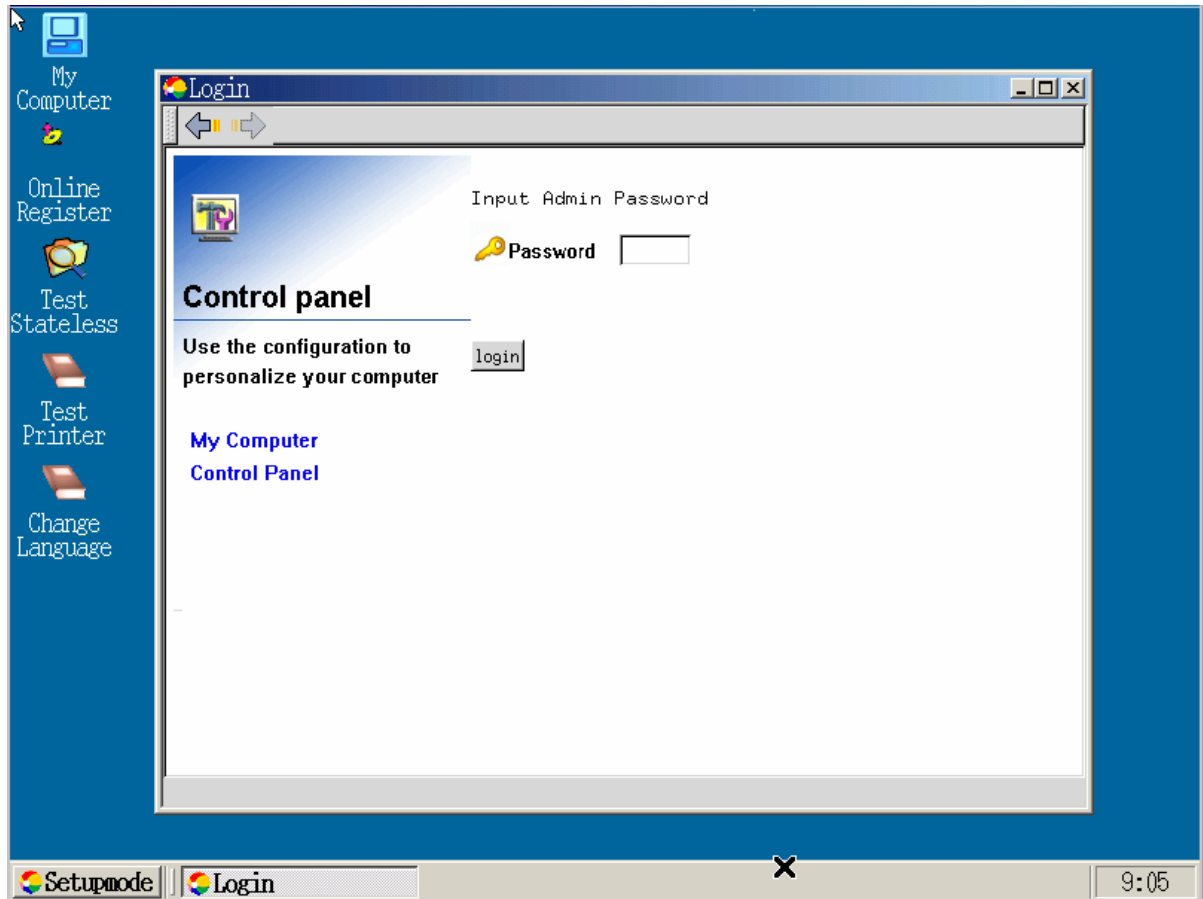 My
Computer
Online
Register
Test
Stateless
Test
Printer
Change
Language
Login
Input Admin Password
Password
login
Control panel
Use the configuration to
personalize your computer
My Computer
Control Panel
Setupmode
Login
9:05